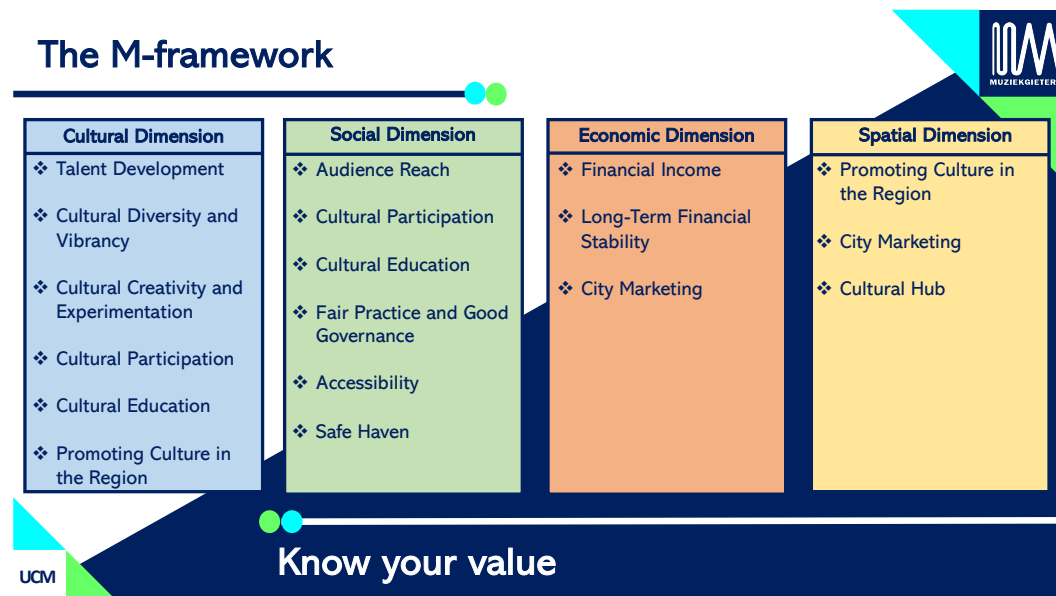 The M-framework
MUZIEKGIETER
Cultural Dimension
Talent Development
Cultural Diversity and
Vibrancy
Cultural Creativity and
Experimentation
Cultural Participation
Cultural Education
Promoting Culture in
the Region
Social Dimension
Audience Reach
Cultural Participation
Cultural Education
Fair Practice and Good
Governance
Accessibility
Safe Haven
Economic Dimension
Financial Income
Long-Term Financial
Stability
City Marketing
Spatial Dimension
Promoting Culture in
the Region
City Marketing
Cultural Hub
Know your value
UCM